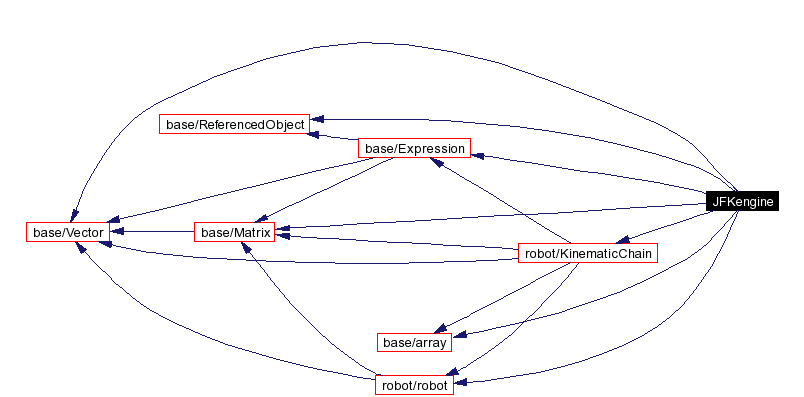 base/ReferencedObject
base/Expression
JFKengine
base/Vector
base/Matrix
robot/KinematicChain
base/array
robot/robot